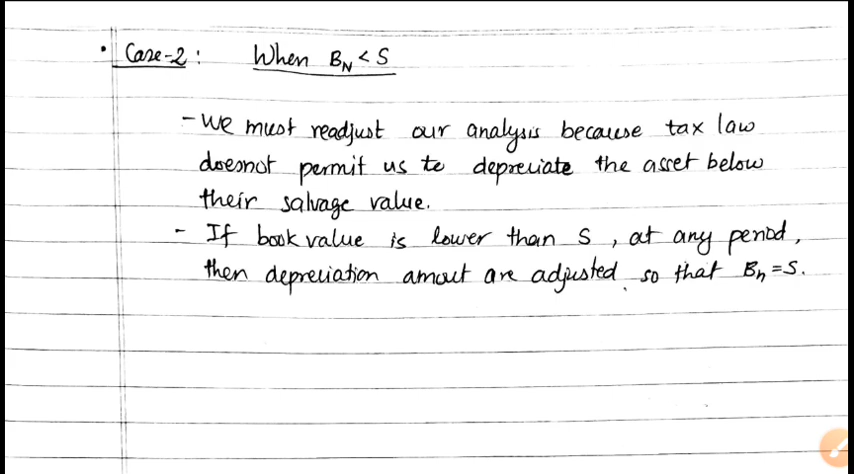 • Case-2 : When BN < S
- We must readjust our analysis because tax law
doesnot permit us to depreciate the asset below
their salvage value.
- If book value is lower than S , at any period,
then depreciation amout are adjusted so that Bn = S.